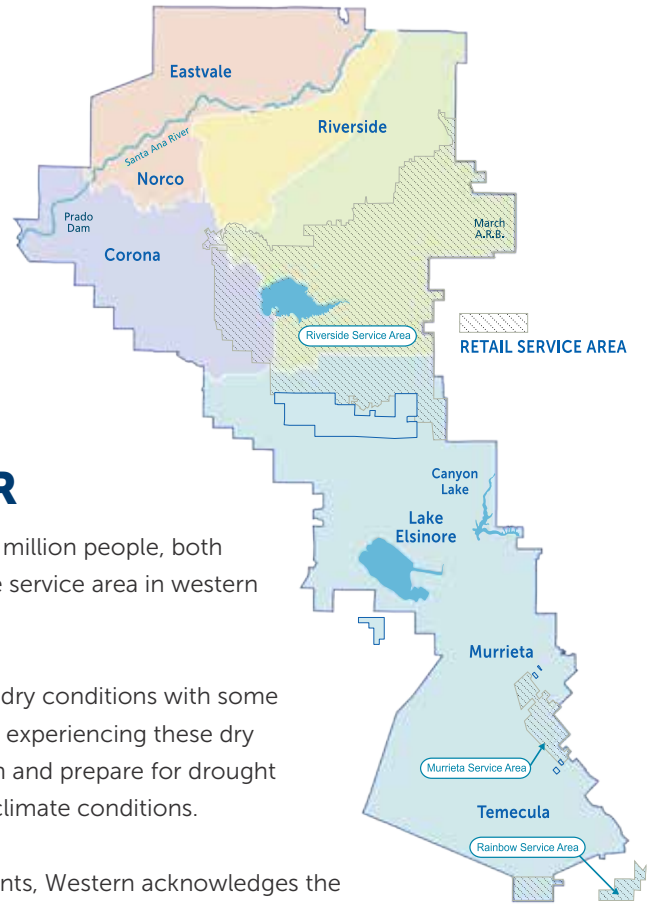 Eastvale
Riverside
Santa Ana River
Norco
Prado
Dam
March
A.R.B.
Corona
Riverside Service Area
RETAIL SERVICE AREA
Canyon
Lake
Lake
Elsinore
R
million people, both
service area in western
Murrieta
dry conditions with some
experiencing these dry
and prepare for drought
climate conditions.
Murrieta Service Area
Temecula
Rainbow Service Area
nts, Western acknowledges the